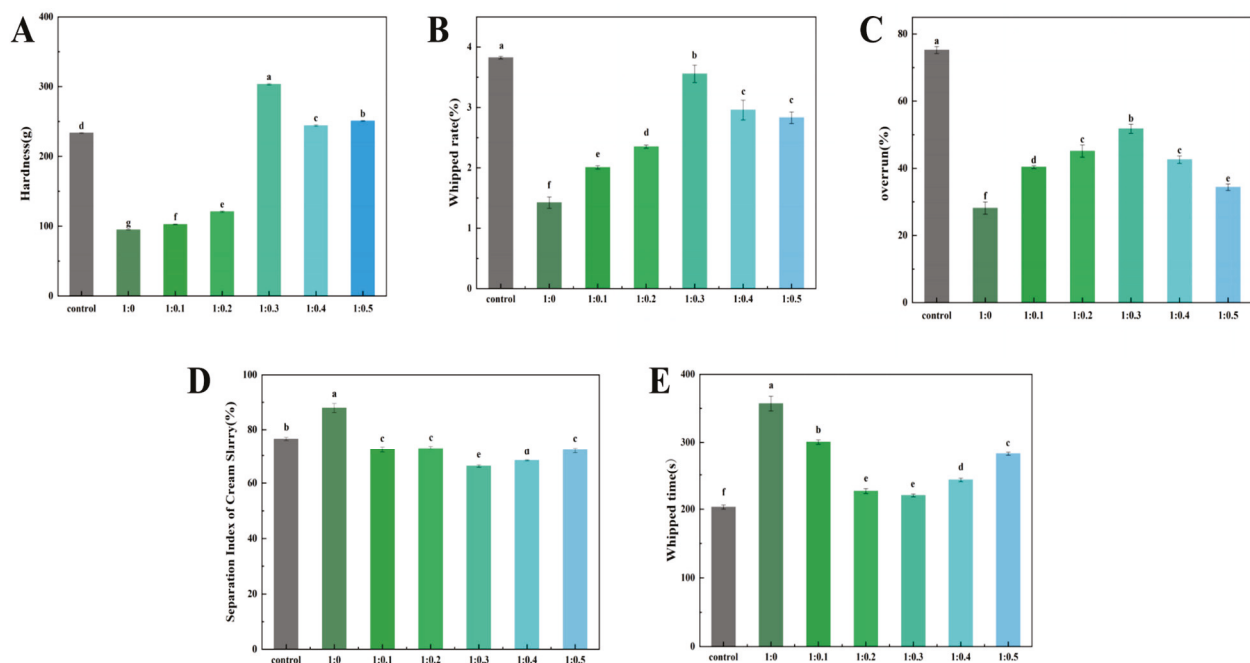 A
Hardness(g)
400
300
200
100
0
d
g
f
e
a
c
b
control 1:0 1:0.1 1:0.2 1:0.3 1:0.4 1:0.5
B
Whipped rate(%)
4
3
2
1
0
a
f
e
d
b
c
c
control 1:0 1:0.1 1:0.2 1:0.3 1:0.4 1:0.5
C
overrun(%)
80
60
40
20
0
a
f
d
c
b
c
e
control 1:0 1:0.1 1:0.2 1:0.3 1:0.4 1:0.5
D
Separation Index of Cream Slurry(%)
100
80
60
40
20
0
b
a
c
c
e
d
c
control 1:0 1:0.1 1:0.2 1:0.3 1:0.4 1:0.5
E
Whipped time(s)
400
300
200
100
0
f
a
b
e
e
d
c
control 1:0 1:0.1 1:0.2 1:0.3 1:0.4 1:0.5